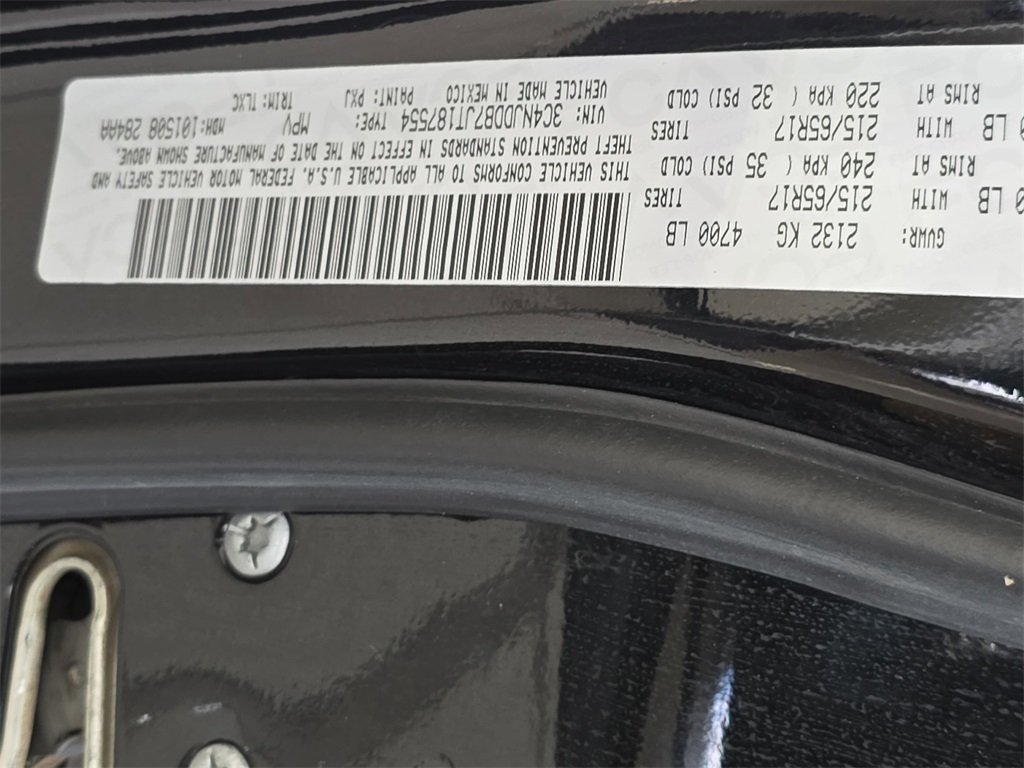 GVWR: 2132 KG 4700 LB
0 LB WITH 215/65R17 TIRES
RIMS AT 240 KPA ( 35 PSI) COLD
0 LB WITH 215/65R17 TIRES
RIMS AT 220 KPA ( 32 PSI) COLD
THIS VEHICLE CONFORMS TO ALL APPLICABLE U.S.A. FEDERAL MOTOR VEHICLE SAFETY AND
THEFT PREVENTION STANDARDS IN EFFECT ON THE DATE OF MANUFACTURE SHOWN ABOVE.
VIN: 3C4NJDDB7JT187554 TYPE: MPV MDH:101508 284AA
VEHICLE MADE IN MEXICO PAINT: PXJ TRIM: TLXC